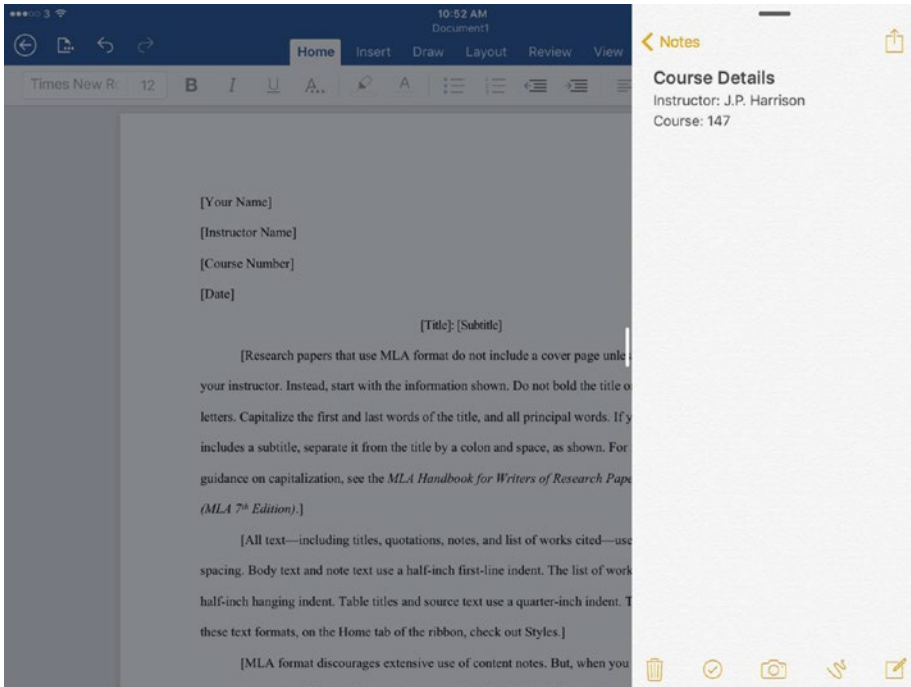 3 10:52 AM
Document1
Home Insert Draw Layout Review View
Times New Ro 12 B I U A.. A
[Your Name]
[Instructor Name]
[Course Number]
[Date]
[Title]: [Subtitle]
[Research papers that use MLA format do not include a cover page unle
your instructor. Instead, start with the information shown. Do not bold the title o
letters. Capitalize the first and last words of the title, and all principal words. If y
includes a subtitle, separate it from the title by a colon and space, as shown. For
guidance on capitalization, see the MLA Handbook for Writers of Research Pape
(MLA 7th Edition).]
[All text—including titles, quotations, notes, and list of works cited—use
spacing. Body text and note text use a half-inch first-line indent. The list of work
half-inch hanging indent. Table titles and source text use a quarter-inch indent. T
these text formats, on the Home tab of the ribbon, check out Styles.]
[MLA format discourages extensive use of content notes. But, when you
Notes
Course Details
Instructor: J.P. Harrison
Course: 147